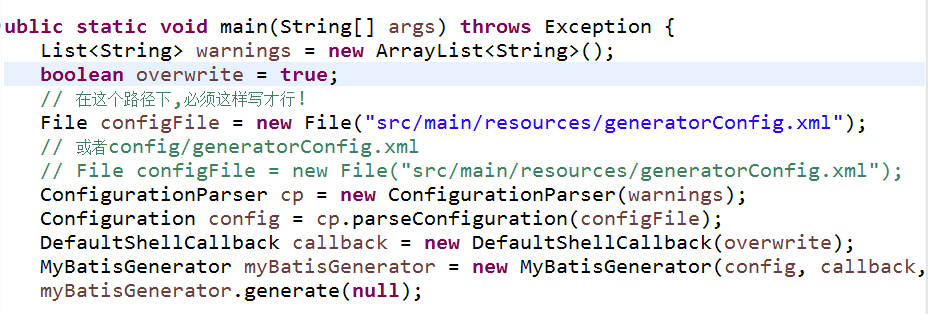 ublic static void main(String[] args) throws Exception {
List<String> warnings = new ArrayList<String>();
boolean overwrite = true;
// 在这个路径下,必须这样写才行!
File configFile = new File("src/main/resources/generatorConfig.xml");
// 或者config/generatorConfig.xml
// File configFile = new File("src/main/resources/generatorConfig.xml");
ConfigurationParser cp = new ConfigurationParser(warnings);
Configuration config = cp.parseConfiguration(configFile);
DefaultShellCallback callback = new DefaultShellCallback(overwrite);
MyBatisGenerator myBatisGenerator = new MyBatisGenerator(config, callback,
myBatisGenerator.generate(null);